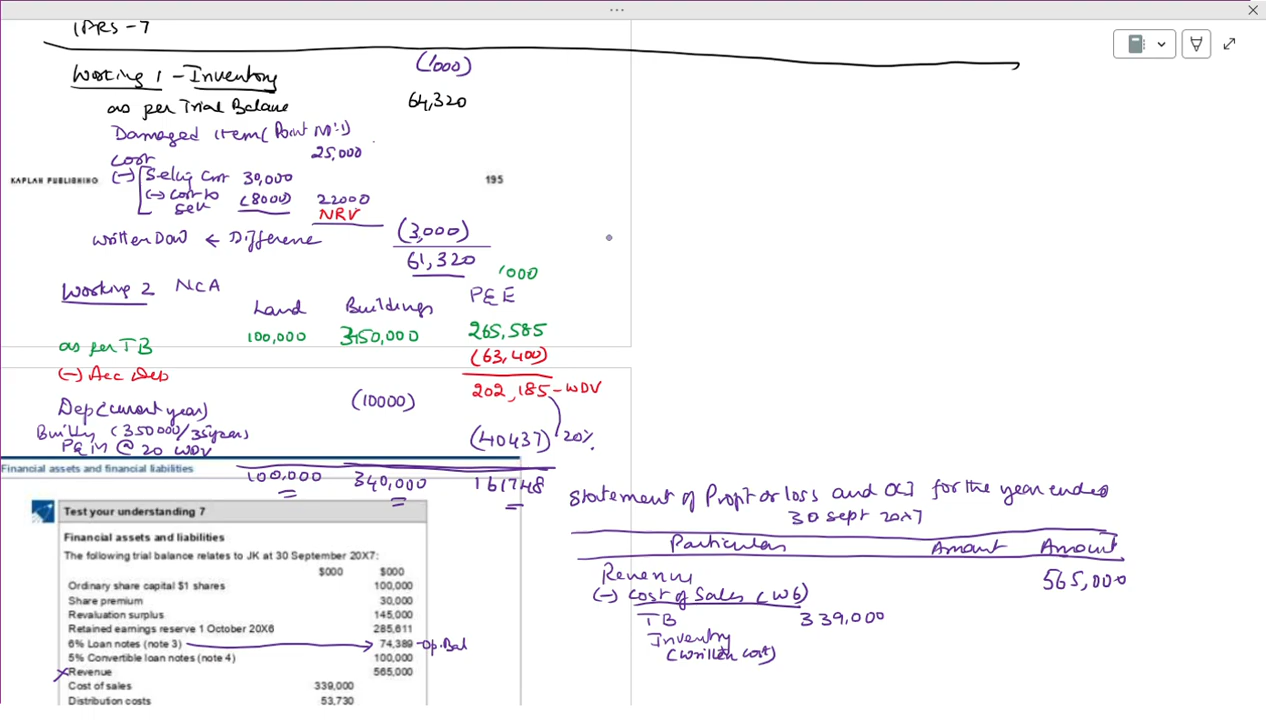 IFRS-7
Working 1 - Inventory
('000)
as per Trial Balance 64,320
Damaged item (Point No:1)
Cost 25,000
(-) Selling Cost 30,000
(-) Cost to sell (8000) 22000
NRV
Written Dow ← Difference (3,000)
61,320
KAPLAN PUBLISHING 195
Working 2 NCA '000
Land Buildings P&E
as per TB 100,000 350,000 265,585
(-) Acc Dep (63,400)
202,185 - WDV
Dep (current year) (10000)
Building (350000/35years)
P&M @ 20 WDV (40437) 20%
100,000 340,000 161748
Financial assets and financial liabilities
Test your understanding 7
Financial assets and liabilities
The following trial balance relates to JK at 30 September 20X7:
$000 $000
Ordinary share capital $1 shares 100,000
Share premium 30,000
Revaluation surplus 145,000
Retained earnings reserve 1 October 20X6 285,611
6% Loan notes (note 3) 74,389 - Op. Bal
5% Convertible loan notes (note 4) 100,000
Revenue 565,000
Cost of sales 339,000
Distribution costs 53,730
Statement of Profit or loss and OCI for the year ended
30 sept 20X7
Particulars Amount Amount
Revenue 565,000
(-) Cost of Sales (W6)
TB 339,000
Inventory
(written cost)